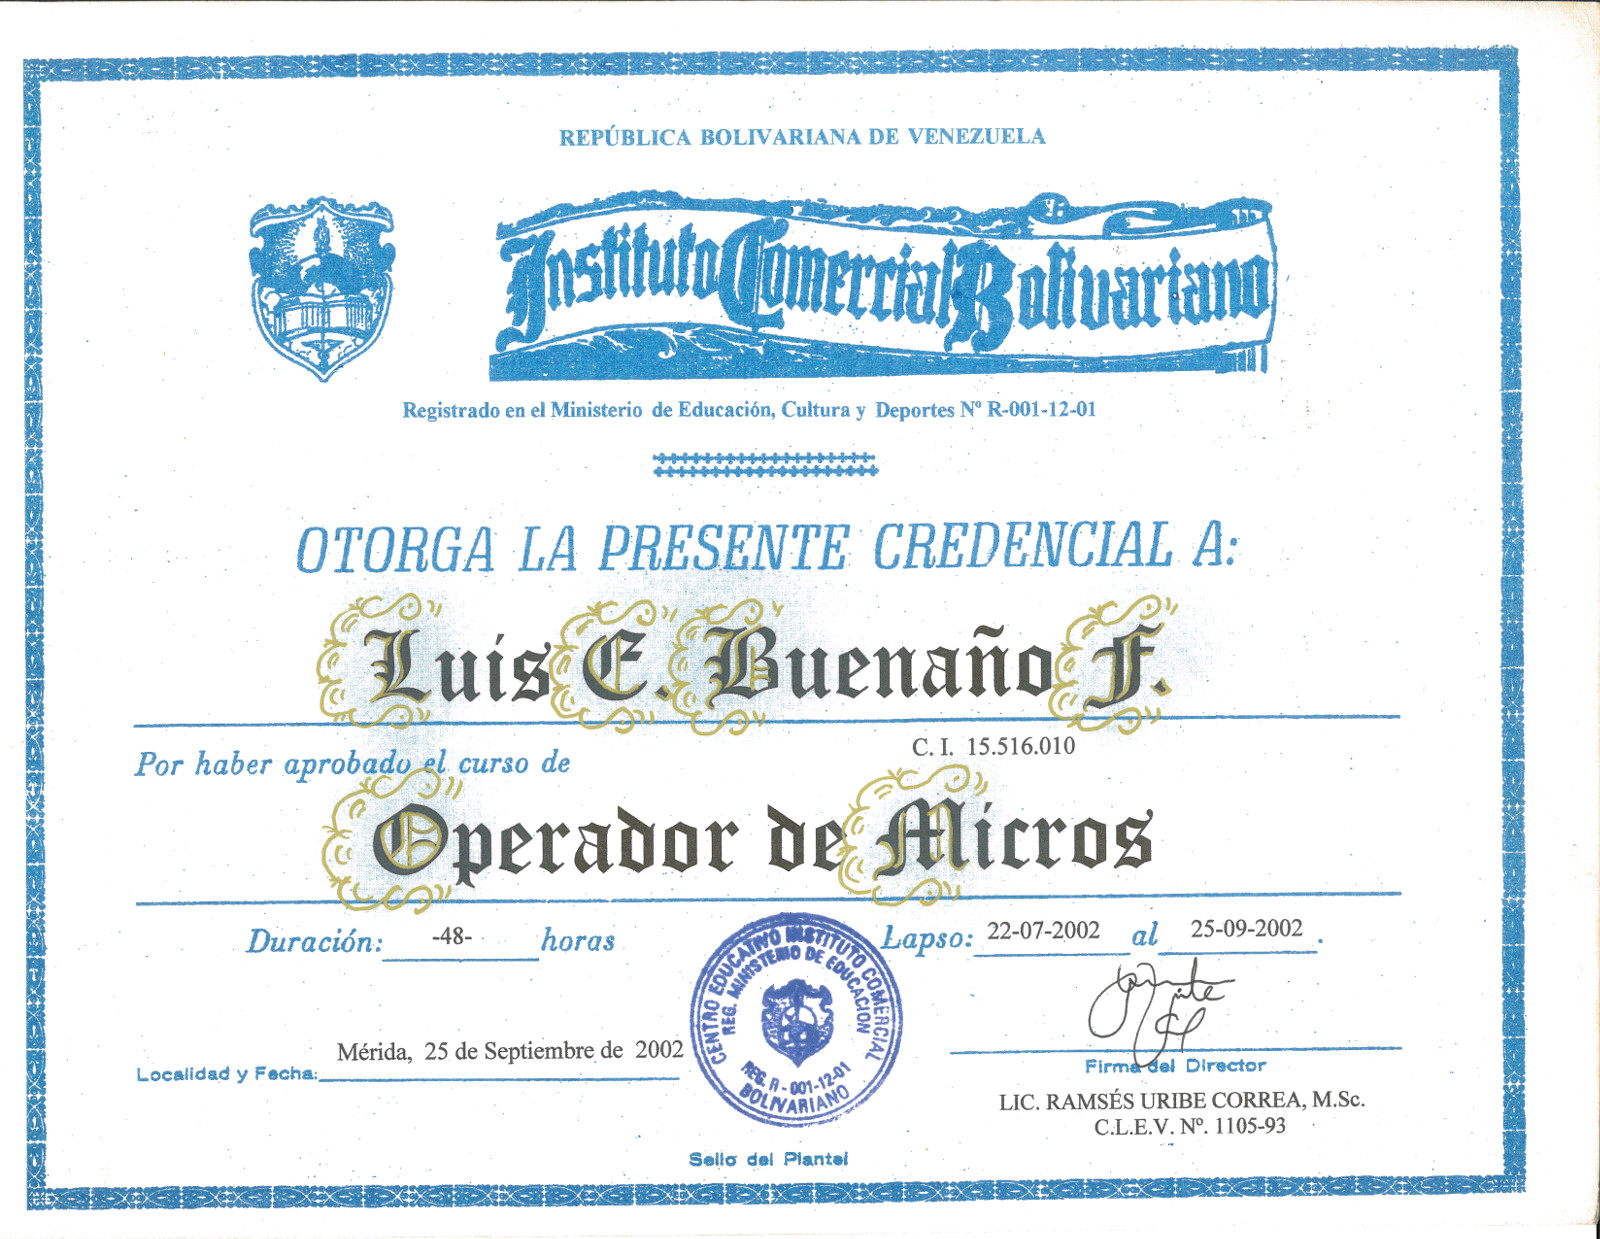 REPÚBLICA BOLIVARIANA DE VENEZUELA
Instituto Comercial Bolivariano
Registrado en el Ministerio de Educación, Cultura y Deportes Nº R-001-12-01
OTORGA LA PRESENTE CREDENCIAL A:
Luis E. Buenaño F.
C. I. 15.516.010
Por haber aprobado el curso de
Operador de Micros
Duración: -48- horas
Lapso: 22-07-2002 al 25-09-2002.
CENTRO EDUCATIVO INSTITUTO COMERCIAL
REG. MINISTERIO DE EDUCACION
REG. R - 001-12-01
BOLIVARIANO
Mérida, 25 de Septiembre de 2002
Localidad y Fecha:
Firma del Director
LIC. RAMSÉS URIBE CORREA, M.Sc.
C.L.E.V. Nº. 1105-93
Sello del Plantel